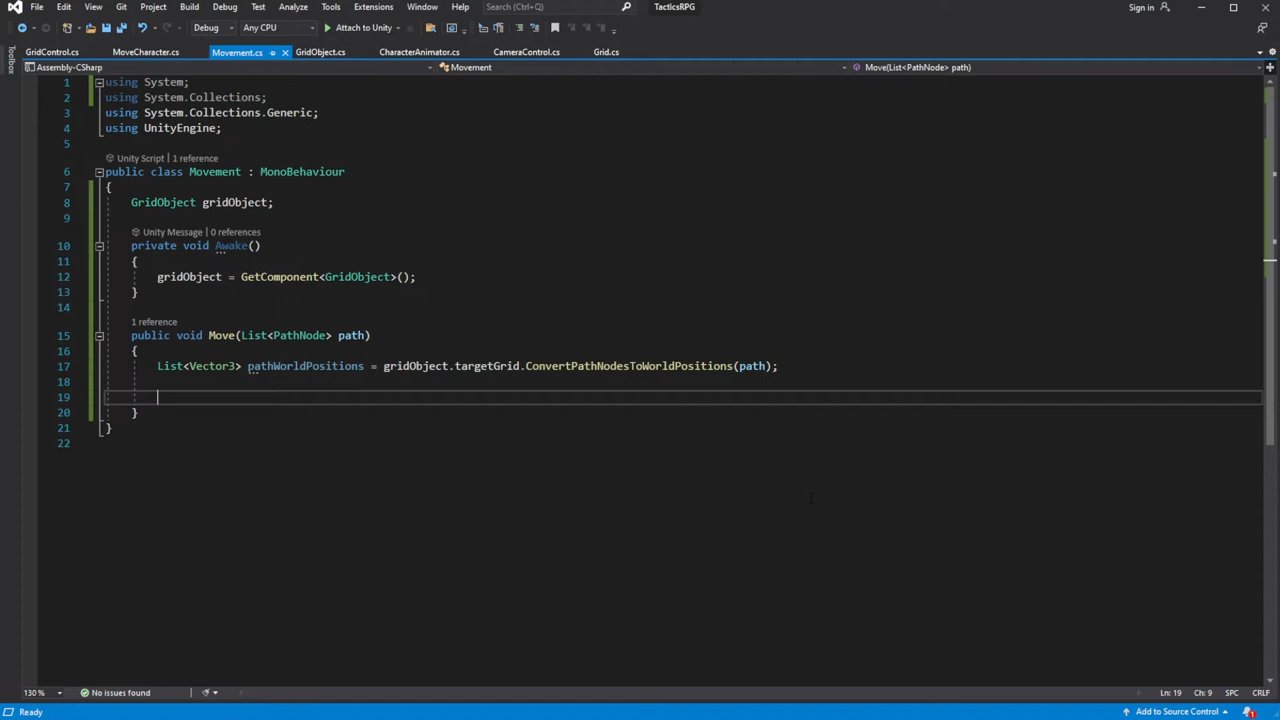 File Edit View Git Project Build Debug Test Analyze Tools Extensions Window Help Search (Ctrl+Q) TacticsRPG Sign in
Debug Any CPU Attach to Unity
GridControl.cs MoveCharacter.cs Movement.cs GridObject.cs CharacterAnimator.cs CameraControl.cs Grid.cs
Toolbox
Assembly-CSharp Movement Move(List<PathNode> path)
1 using System;
2 using System.Collections;
3 using System.Collections.Generic;
4 using UnityEngine;
5
Unity Script | 1 reference
6 public class Movement : MonoBehaviour
7 {
8 GridObject gridObject;
9
Unity Message | 0 references
10 private void Awake()
11 {
12 gridObject = GetComponent<GridObject>();
13 }
14
1 reference
15 public void Move(List<PathNode> path)
16 {
17 List<Vector3> pathWorldPositions = gridObject.targetGrid.ConvertPathNodesToWorldPositions(path);
18
19
20 }
21 }
22
130 % No issues found Ln: 19 Ch: 9 SPC CRLF
Ready Add to Source Control 1